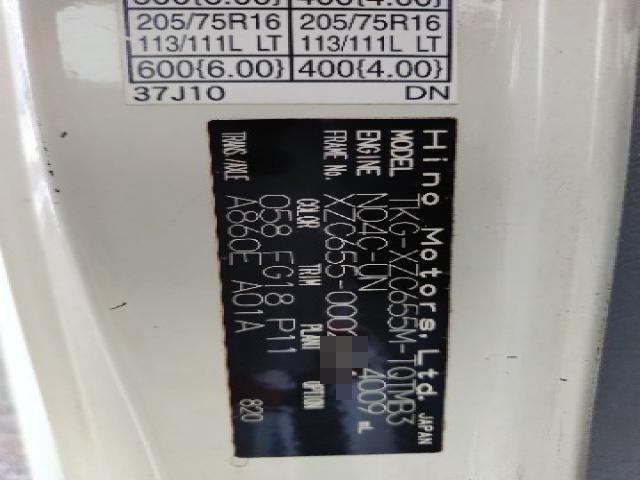 205/75R16 205/75R16
113/111L LT 113/111L LT
600{6.00} 400{4.00}
37J10 DN
Hino Motors, Ltd. JAPAN
MODEL TKG-XZC655M-TQTMB3
ENGINE N04C-UN 4009 mL
FRAME No. XZC655-000
COLOR TRIM PLANT OPTION
058 FG18 P11
TRANS/AXLE A860E A01A 820